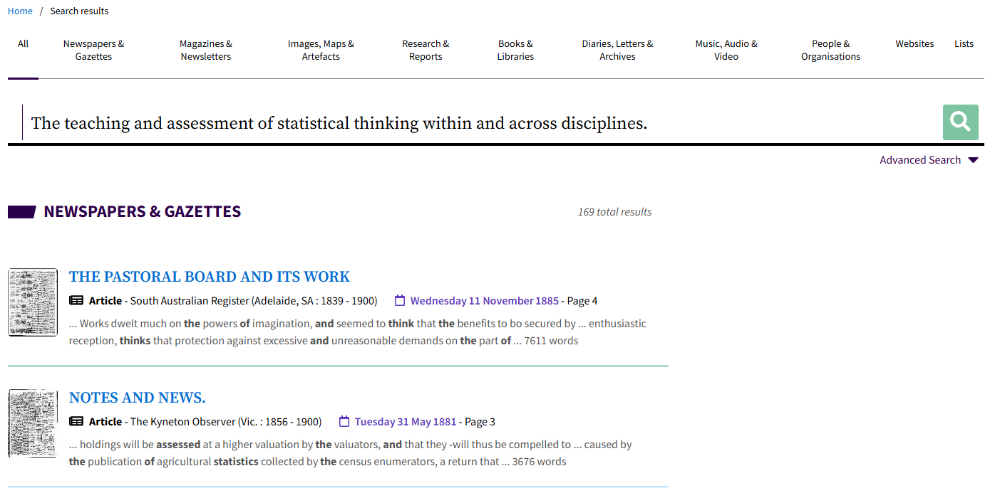 Home / Search results
All
Newspapers &
Gazettes
Magazines &
Newsletters
Images, Maps &
Artefacts
Research &
Reports
Books &
Libraries
Diaries, Letters &
Archives
Music, Audio &
Video
People &
Organisations
Websites
Lists
The teaching and assessment of statistical thinking within and across disciplines.
Advanced Search
NEWSPAPERS & GAZETTES
169 total results
THE PASTORAL BOARD AND ITS WORK
Article - South Australian Register (Adelaide, SA : 1839 - 1900) Wednesday 11 November 1885 - Page 4
... Works dwelt much on the powers of imagination, and seemed to think that the benefits to bo secured by ... enthusiastic
reception, thinks that protection against excessive and unreasonable demands on the part of ... 7611 words
NOTES AND NEWS.
Article - The Kyneton Observer (Vic. : 1856 - 1900) Tuesday 31 May 1881 - Page 3
... holdings will be assessed at a higher valuation by the valuators, and that they -will thus be compelled to ... caused by
the publication of agricultural statistics collected by the census enumerators, a return that ... 3676 words